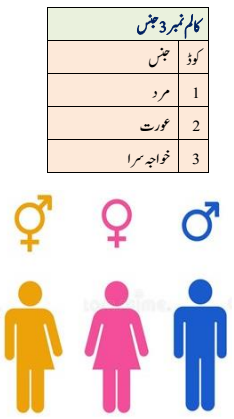 کالم نمبر 3 جنس
کوڈ جنس
1 مرد
2 عورت
3 خواجہ سرا